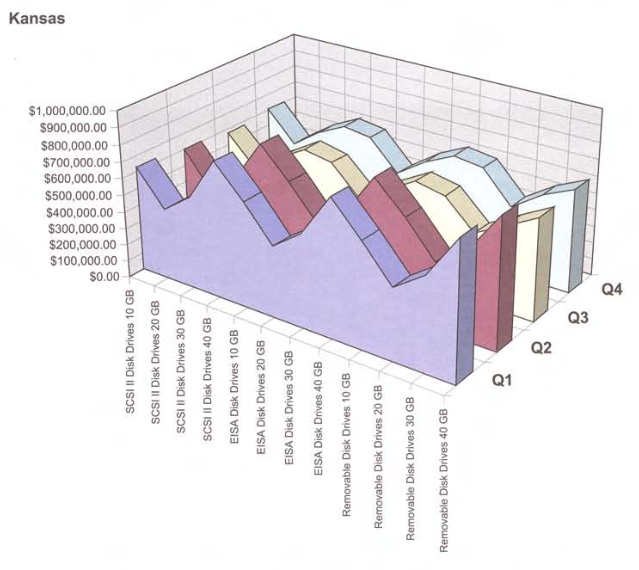 Kansas
$1,000,000.00
$900,000.00
$800,000.00
$700,000.00
$600,000.00
$500,000.00
$400,000.00
$300,000.00
$200,000.00
$100,000.00
$0.00
SCSI II Disk Drives 10 GB
SCSI II Disk Drives 20 GB
SCSI II Disk Drives 30 GB
SCSI II Disk Drives 40 GB
EISA Disk Drives 10 GB
EISA Disk Drives 20 GB
EISA Disk Drives 30 GB
EISA Disk Drives 40 GB
Removable Disk Drives 10 GB
Removable Disk Drives 20 GB
Removable Disk Drives 30 GB
Removable Disk Drives 40 GB
Q1
Q2
Q3
Q4